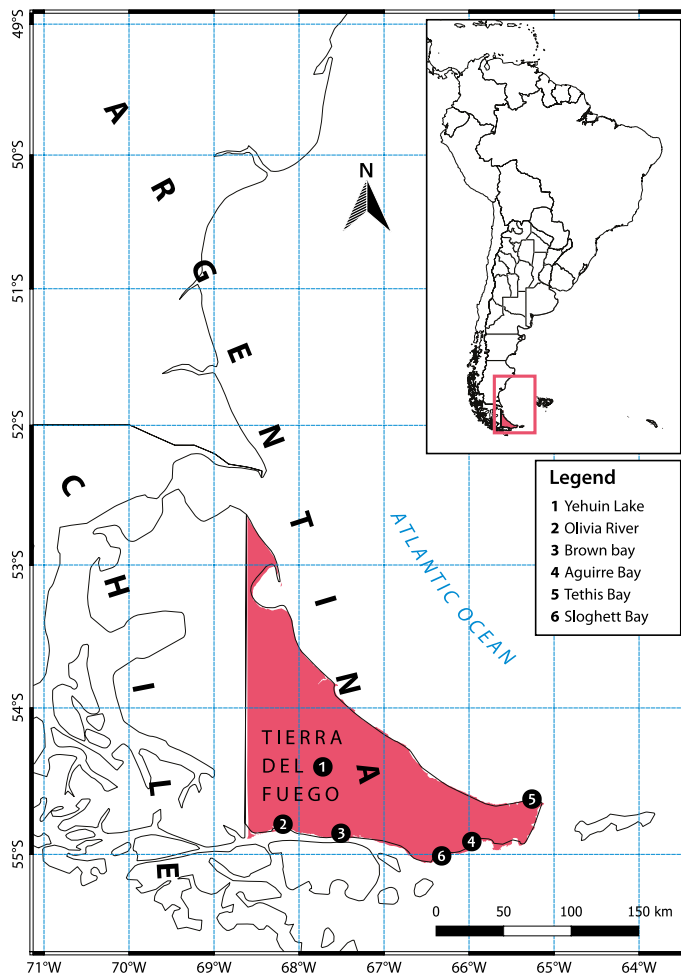 49°S
50°S
51°S
52°S
53°S
54°S
55°S
71°W
70°W
69°W
68°W
67°W
66°W
65°W
64°W
N
ARGENTINA
CHILE
ATLANTIC OCEAN
TIERRA
DEL 1
FUEGO
2
3
4
5
6
Legend
1 Yehuin Lake
2 Olivia River
3 Brown bay
4 Aguirre Bay
5 Tethis Bay
6 Sloghett Bay
0 50 100 150 km